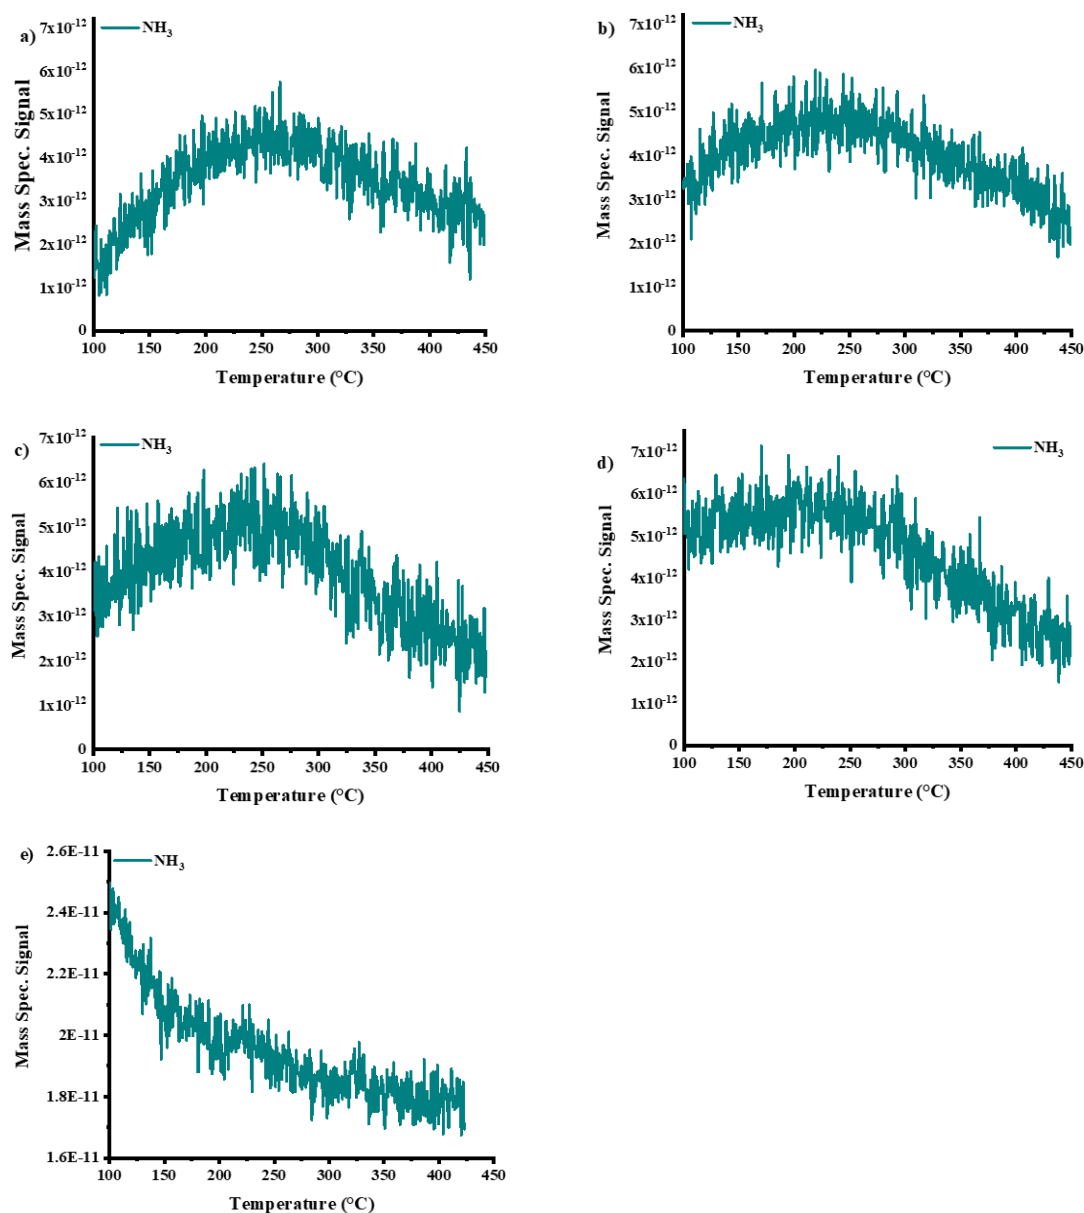 a)
NH₃
7x10⁻¹²
6x10⁻¹²
5x10⁻¹²
4x10⁻¹²
3x10⁻¹²
2x10⁻¹²
1x10⁻¹²
0
Mass Spec. Signal
100 150 200 250 300 350 400 450
Temperature (°C)
b)
NH₃
7x10⁻¹²
6x10⁻¹²
5x10⁻¹²
4x10⁻¹²
3x10⁻¹²
2x10⁻¹²
1x10⁻¹²
0
Mass Spec. Signal
100 150 200 250 300 350 400 450
Temperature (°C)
c)
NH₃
7x10⁻¹²
6x10⁻¹²
5x10⁻¹²
4x10⁻¹²
3x10⁻¹²
2x10⁻¹²
1x10⁻¹²
0
Mass Spec. Signal
100 150 200 250 300 350 400 450
Temperature (°C)
d)
NH₃
7x10⁻¹²
6x10⁻¹²
5x10⁻¹²
4x10⁻¹²
3x10⁻¹²
2x10⁻¹²
1x10⁻¹²
0
Mass Spec. Signal
100 150 200 250 300 350 400 450
Temperature (°C)
e)
NH₃
2.6E-11
2.4E-11
2.2E-11
2E-11
1.8E-11
1.6E-11
Mass Spec. Signal
100 150 200 250 300 350 400 450
Temperature (°C)